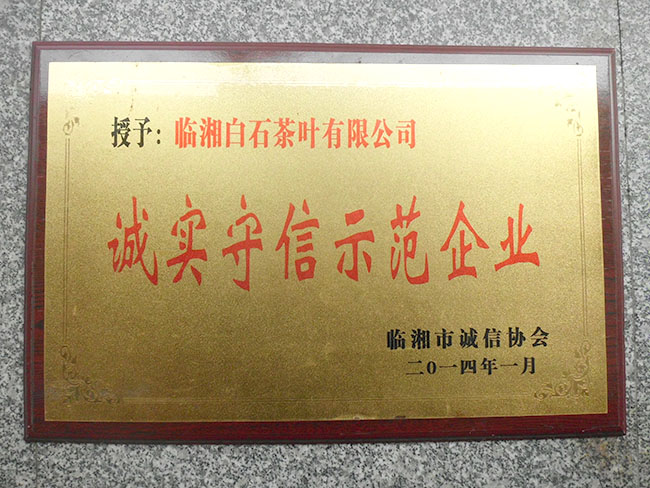 授予：临湘白石茶叶有限公司
诚实守信示范企业
临湘市诚信协会
二0一四年一月